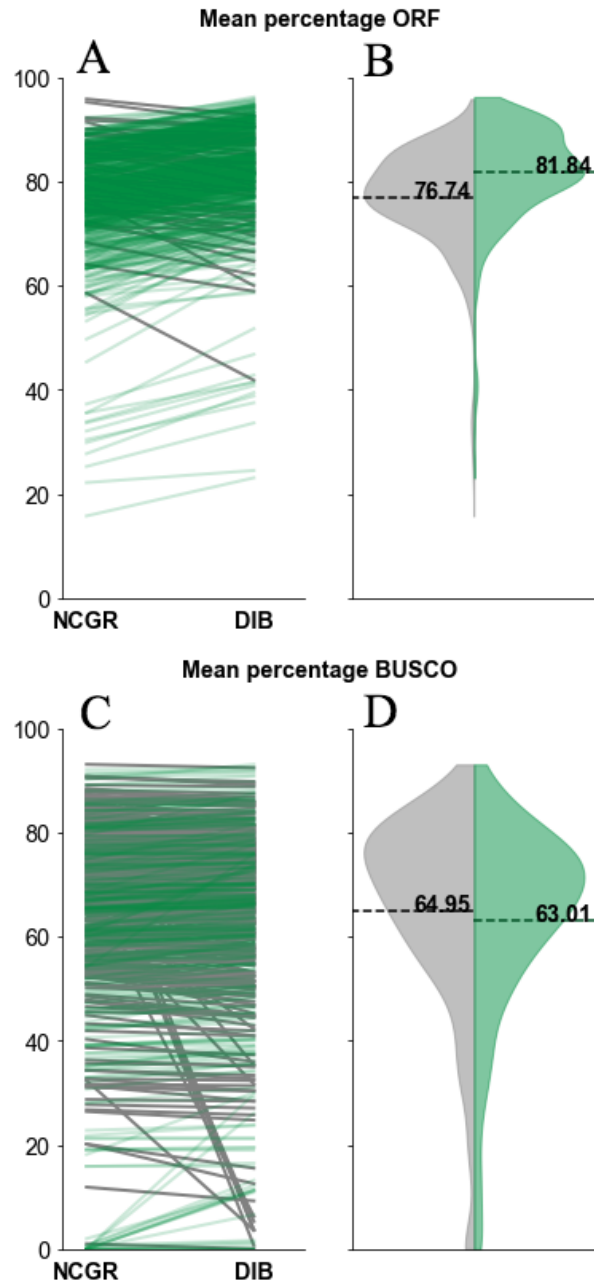 Mean percentage ORF
A
B
100
80
60
40
20
0
76.74
81.84
NCGR
DIB
Mean percentage BUSCO
C
D
100
80
60
40
20
0
64.95
63.01
NCGR
DIB